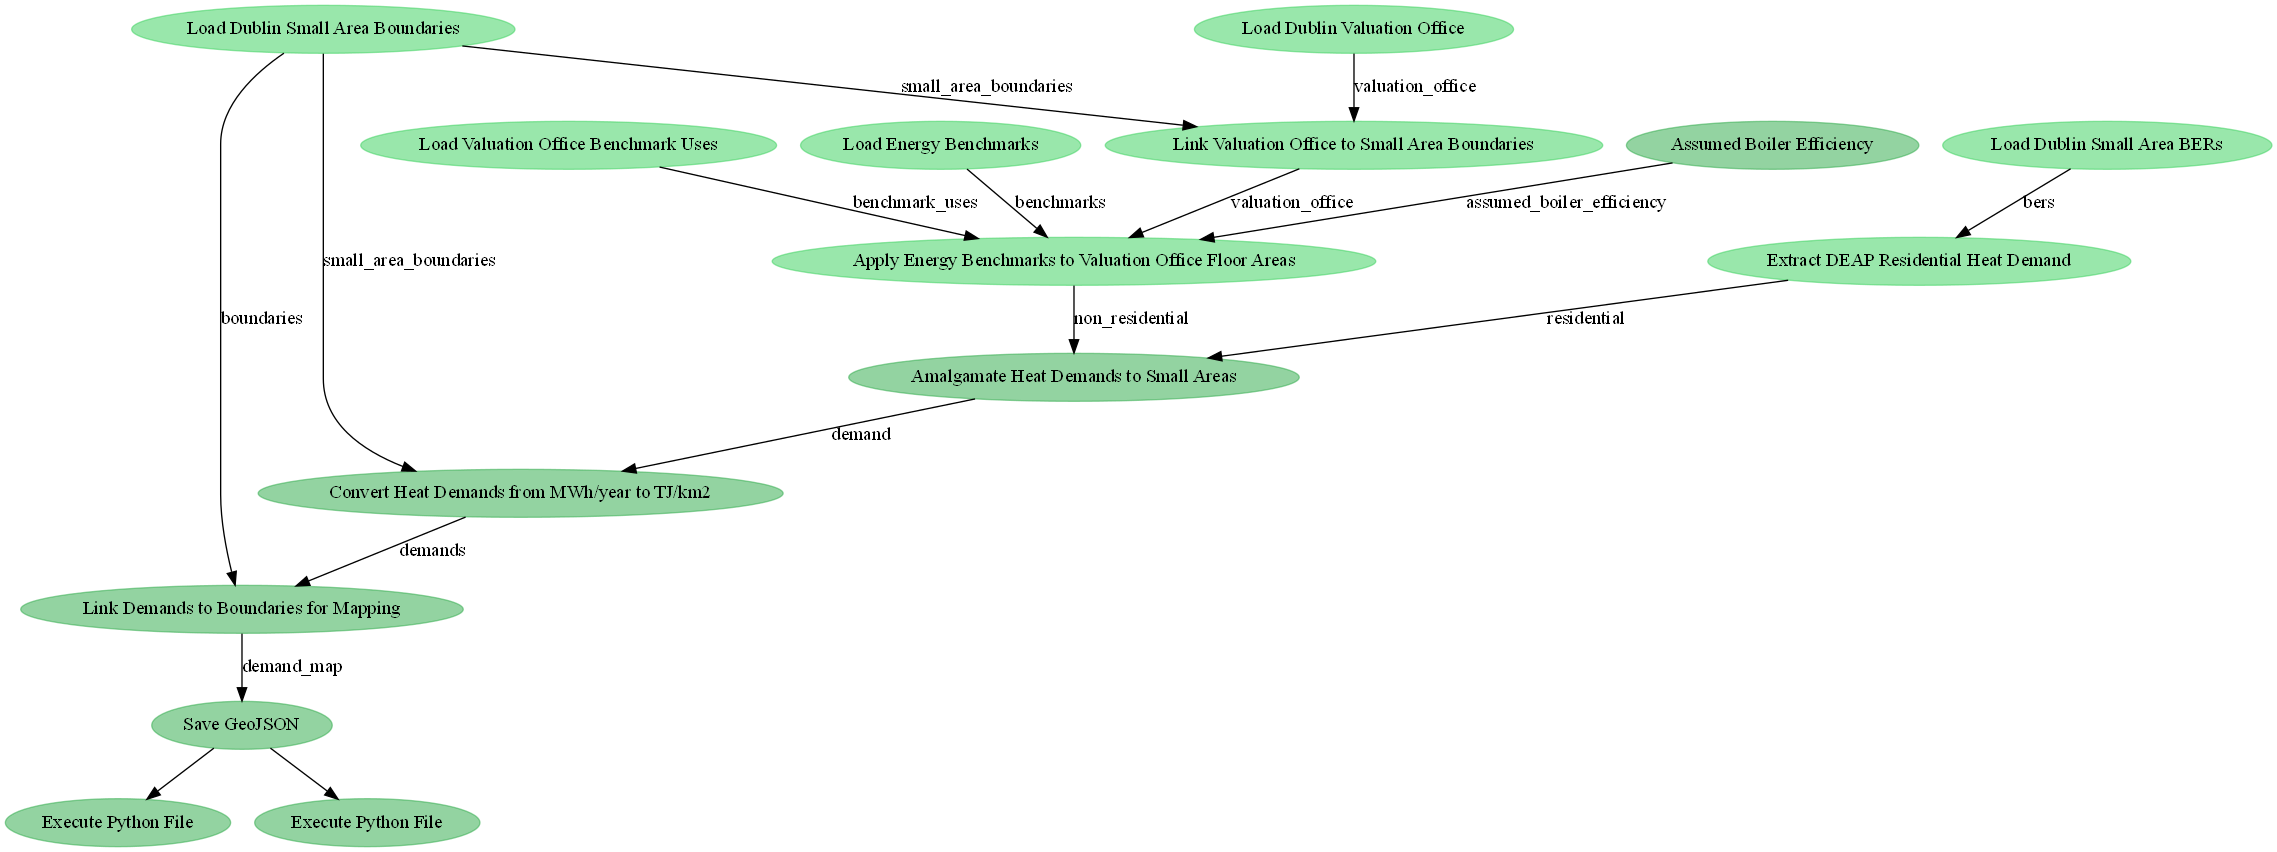 Load Dublin Small Area Boundaries
Load Dublin Valuation Office
small_area_boundaries
valuation_office
Load Valuation Office Benchmark Uses
Load Energy Benchmarks
Link Valuation Office to Small Area Boundaries
Assumed Boiler Efficiency
Load Dublin Small Area BERs
benchmark_uses
benchmarks
valuation_office
assumed_boiler_efficiency
bers
small_area_boundaries
Apply Energy Benchmarks to Valuation Office Floor Areas
Extract DEAP Residential Heat Demand
boundaries
non_residential
residential
Amalgamate Heat Demands to Small Areas
demand
Convert Heat Demands from MWh/year to TJ/km2
demands
Link Demands to Boundaries for Mapping
demand_map
Save GeoJSON
Execute Python File
Execute Python File